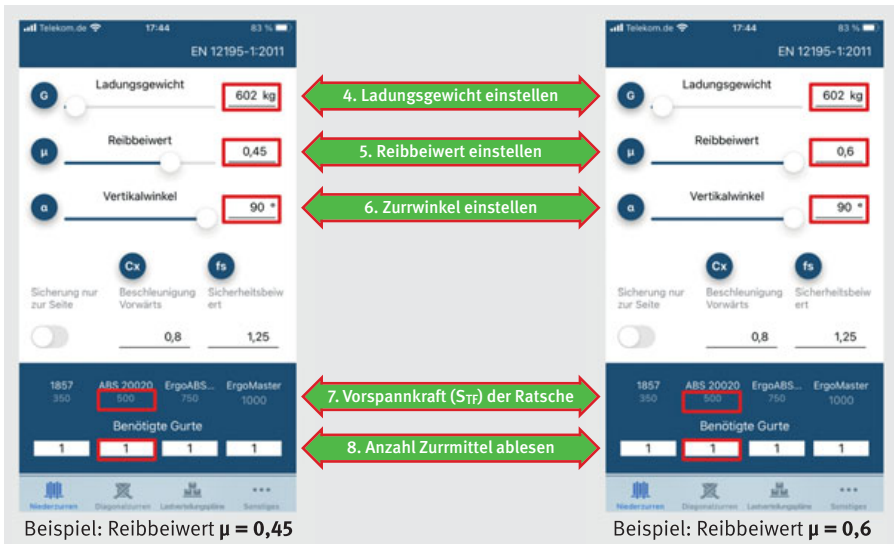 Telekom.de 17:44 83 %
EN 12195-1:2011
Ladungsgewicht
G 602 kg
Reibbeiwert
μ 0,45
Vertikalwinkel
α 90 °
Cx fs
Sicherung nur zur Seite
Beschleunigung Vorwärts
Sicherheitsbeiw ert
0,8 1,25
1857 ABS 20020 ErgoABS... ErgoMaster
350 500 750 1000
Benötigte Gurte
1 1 1 1
Niederzurren Diagonalzurren Lastverteilungspläne Sonstiges
Beispiel: Reibbeiwert μ = 0,45
4. Ladungsgewicht einstellen
5. Reibbeiwert einstellen
6. Zurrwinkel einstellen
7. Vorspannkraft (STF) der Ratsche
8. Anzahl Zurrmittel ablesen
Telekom.de 17:44 83 %
EN 12195-1:2011
Ladungsgewicht
G 602 kg
Reibbeiwert
μ 0,6
Vertikalwinkel
α 90 °
Cx fs
Sicherung nur zur Seite
Beschleunigung Vorwärts
Sicherheitsbeiw ert
0,8 1,25
1857 ABS 20020 ErgoABS... ErgoMaster
350 500 750 1000
Benötigte Gurte
1 1 1 1
Niederzurren Diagonalzurren Lastverteilungspläne Sonstiges
Beispiel: Reibbeiwert μ = 0,6